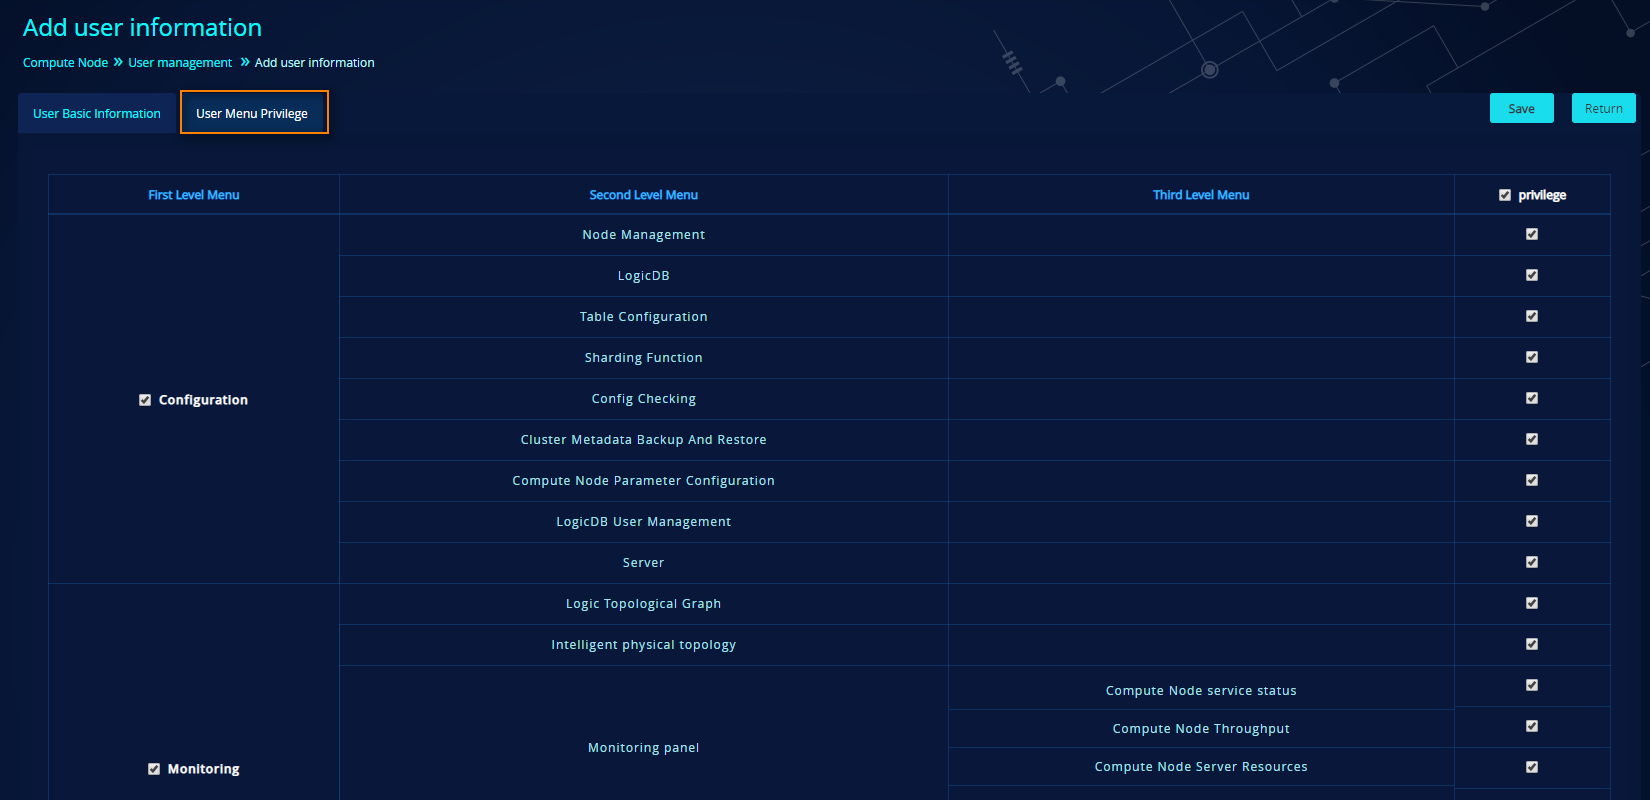 Add user information
Compute Node » User management » Add user information
User Basic Information
User Menu Privilege
Save
Return
First Level Menu
Second Level Menu
Third Level Menu
privilege
Configuration
Node Management
LogicDB
Table Configuration
Sharding Function
Config Checking
Cluster Metadata Backup And Restore
Compute Node Parameter Configuration
LogicDB User Management
Server
Monitoring
Logic Topological Graph
Intelligent physical topology
Monitoring panel
Compute Node service status
Compute Node Throughput
Compute Node Server Resources